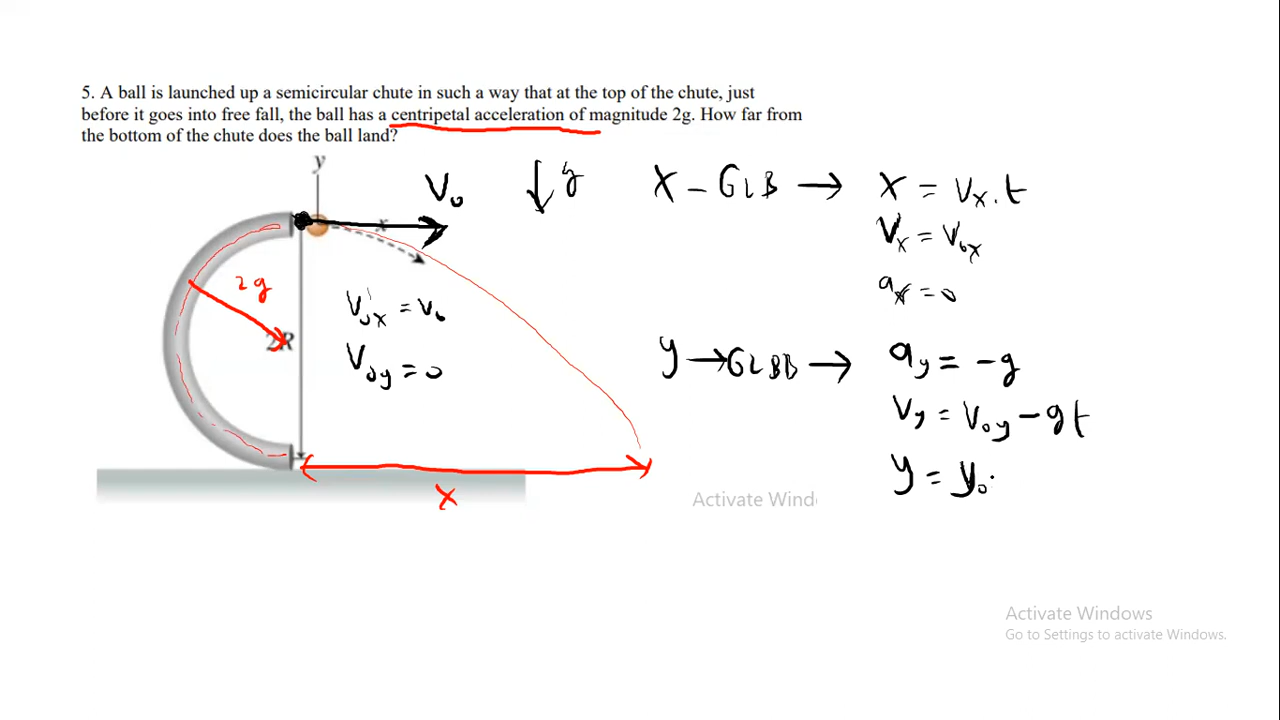 5. A ball is launched up a semicircular chute in such a way that at the top of the chute, just
before it goes into free fall, the ball has a centripetal acceleration of magnitude 2g. How far from
the bottom of the chute does the ball land?
y
V₀
↓ g
x
2g
2R
V₀x = V₀
V₀y = 0
x
X – GLB → x = Vx.t
Vx = V₀x
ax = 0
y → GLBB → ay = -g
Vy = V₀y – gt
y = y₀
Activate Wind
Activate Windows
Go to Settings to activate Windows.